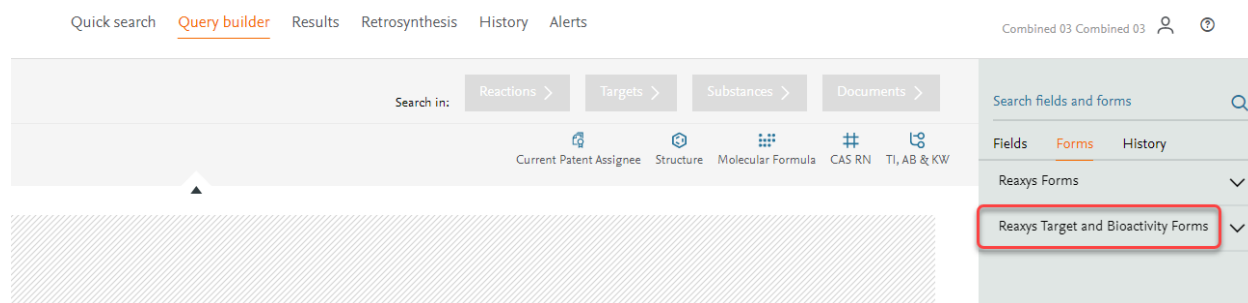 Quick search Query builder Results Retrosynthesis History Alerts
Combined 03 Combined 03
Search in: Reactions Targets Substances Documents
Search fields and forms
Current Patent Assignee Structure Molecular Formula CAS RN TI, AB & KW
Fields Forms History
Reaxys Forms
Reaxys Target and Bioactivity Forms